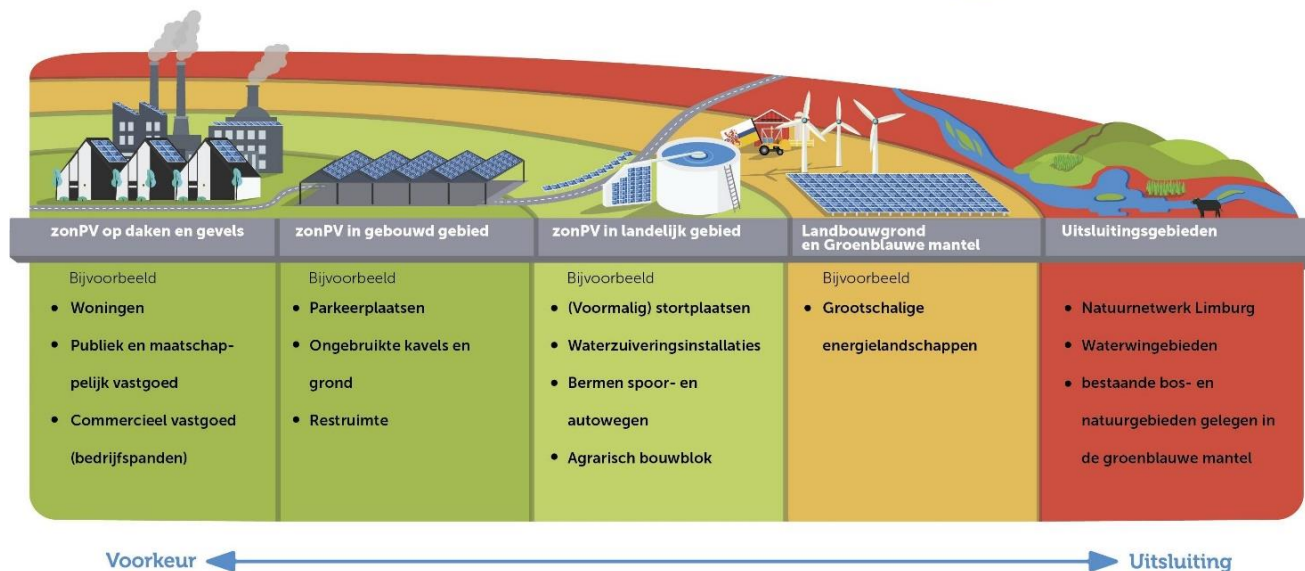 zonPV op daken en gevels
Bijvoorbeeld
• Woningen
• Publiek en maatschap-
pelijk vastgoed
• Commercieel vastgoed
(bedrijfspanden)
zonPV in gebouwd gebied
Bijvoorbeeld
• Parkeerplaatsen
• Ongebruikte kavels en
grond
• Restruimte
zonPV in landelijk gebied
Bijvoorbeeld
• (Voormalig) stortplaatsen
• Waterzuiveringsinstallaties
• Bermen spoor- en
autowegen
• Agrarisch bouwblok
Landbouwgrond
en Groenblauwe mantel
Bijvoorbeeld
• Grootschalige
energielandschappen
Uitsluitingsgebieden
• Natuurnetwerk Limburg
• Waterwingebieden
• bestaande bos- en
natuurgebieden gelegen in
de groenblauwe mantel
Voorkeur
Uitsluiting